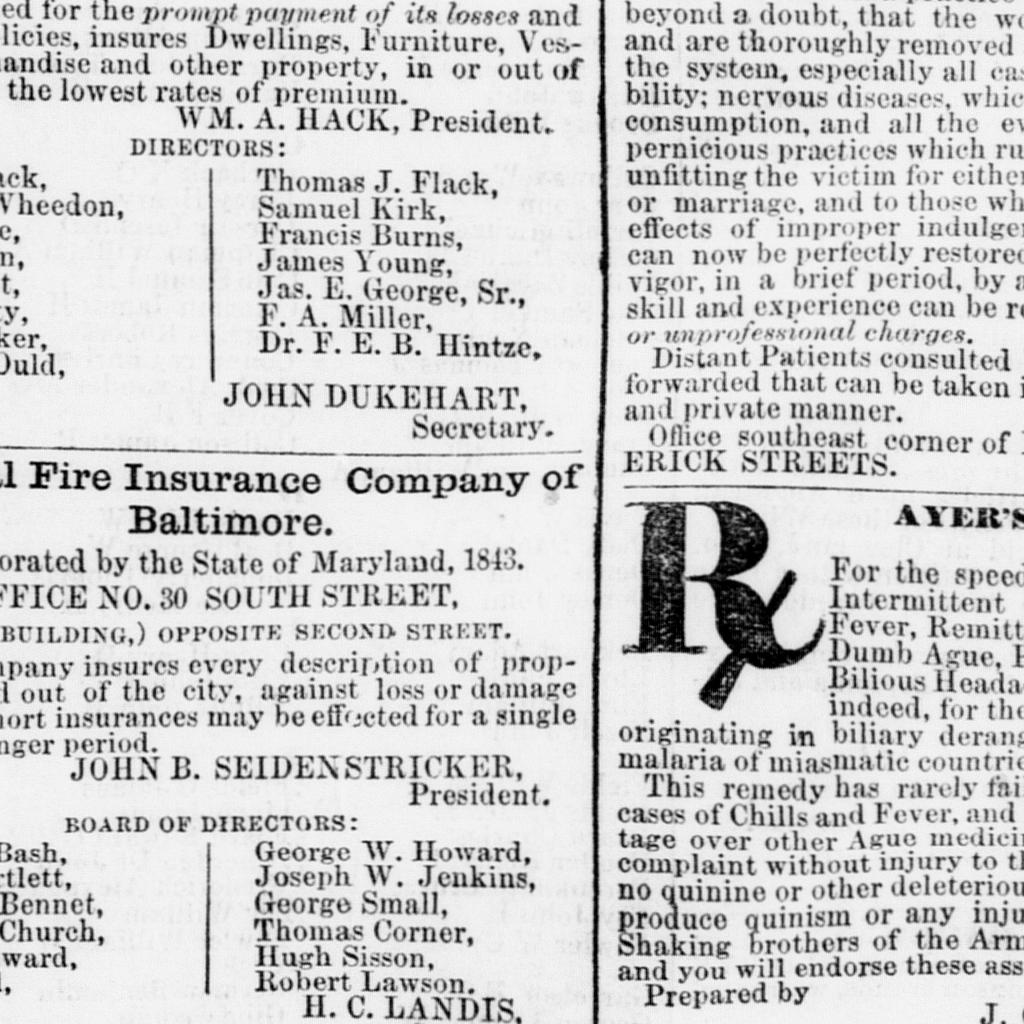 ed for the prompt payment of its losses and
licies, insures Dwellings, Furniture, Ves-
andise and other property, in or out of
the lowest rates of premium.
WM. A. HACK, President.
DIRECTORS:
ack,
Wheedon,
e,
n,
t,
ty,
ker,
Ould,
Thomas J. Flack,
Samuel Kirk,
Francis Burns,
James Young,
Jas. E. George, Sr.,
F A. Miller,
Dr. F E. B. Hintze,
JOHN DUKEHART,
Secretary.
l Fire Insurance Company of
Baltimore.
orated by the State of Maryland, 1843.
FFICE NO. 30 SOUTH STREET,
BUILDING,) OPPOSITE SECOND STREET.
mpany insures every description of prop-
d out of the city, against loss or damage
hort insurances may be effected for a single
nger period.
JOHN B. SEIDENSTRICKER,
President.
BOARD OF DIRECTORS:
Bash,
rtlett,
Bennet,
Church,
ward,
l,
George W. Howard,
Joseph W. Jenkins,
George Small,
Thomas Corner,
Hugh Sisson,
Robert Lawson,
H. C. LANDIS,
beyond a doubt, that the wo
and are thoroughly removed
the system, especially all cas
bility; nervous diseases, whic
consumption, and all the ev
pernicious practices which ru
unfitting the victim for either
or marriage, and to those wh
effects of improper indulgen
can now be perfectly restored
vigor, in a brief period, by a
skill and experience can be re
or unprofessional charges.
Distant Patients consulted
forwarded that can be taken i
and private manner.
Office southeast corner of
ERICK STREETS.
R
AYER'S
For the speed
Intermittent
Fever, Remitt
Dumb Ague, P
Bilious Heada
indeed, for the
originating in biliary derang
malaria of miasmatic countrie
This remedy has rarely fail
cases of Chills and Fever, and
tage over other Ague medicin
complaint without injury to th
no quinine or other deleteriou
produce quinism or any inju
Shaking brothers of the Arm
and you will endorse these ass
Prepared by
J. C